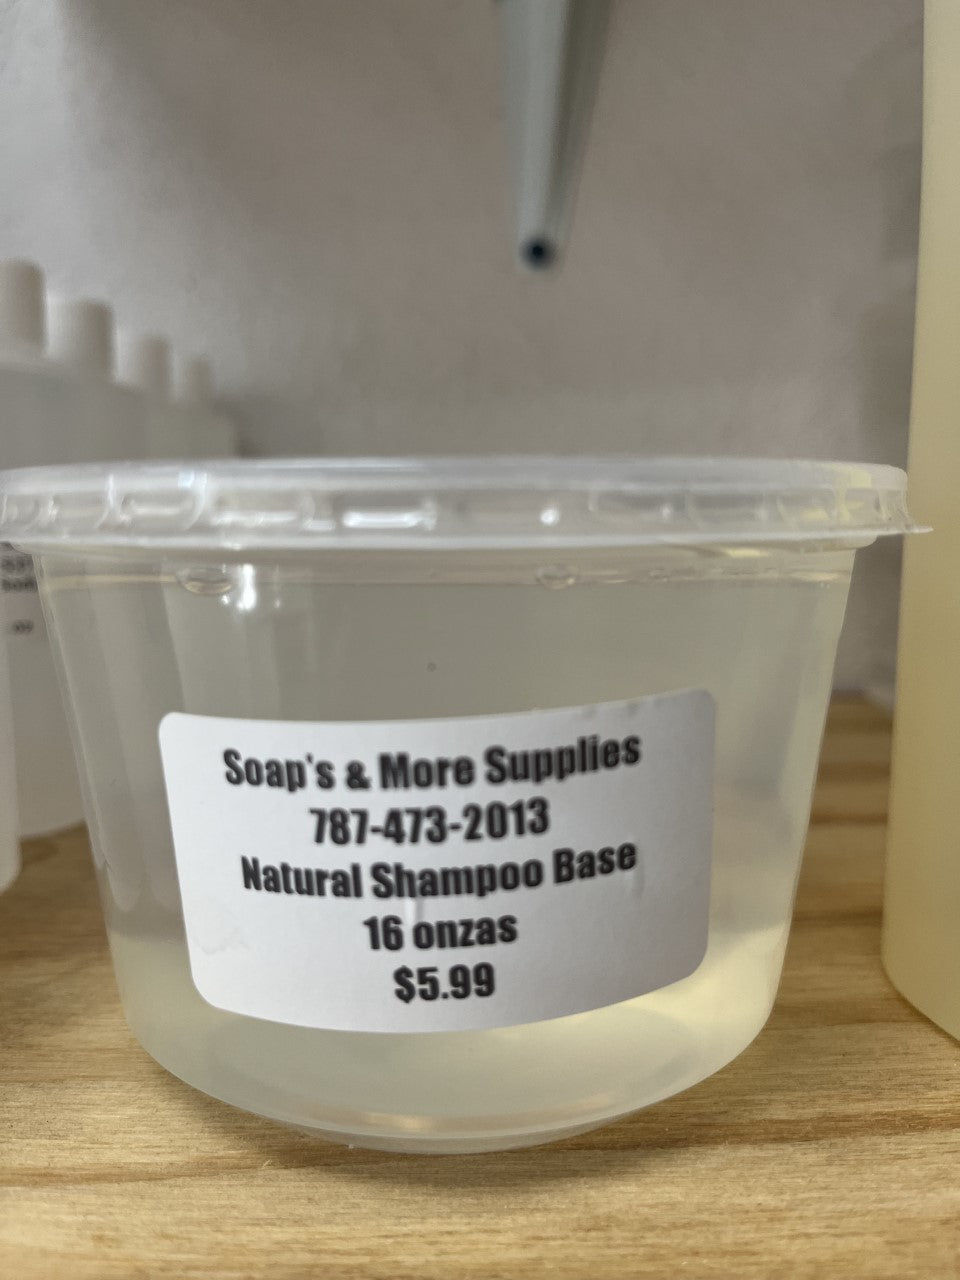 Soap's & More Supplies
787-473-2013
Natural Shampoo Base
16 onzas
$5.99